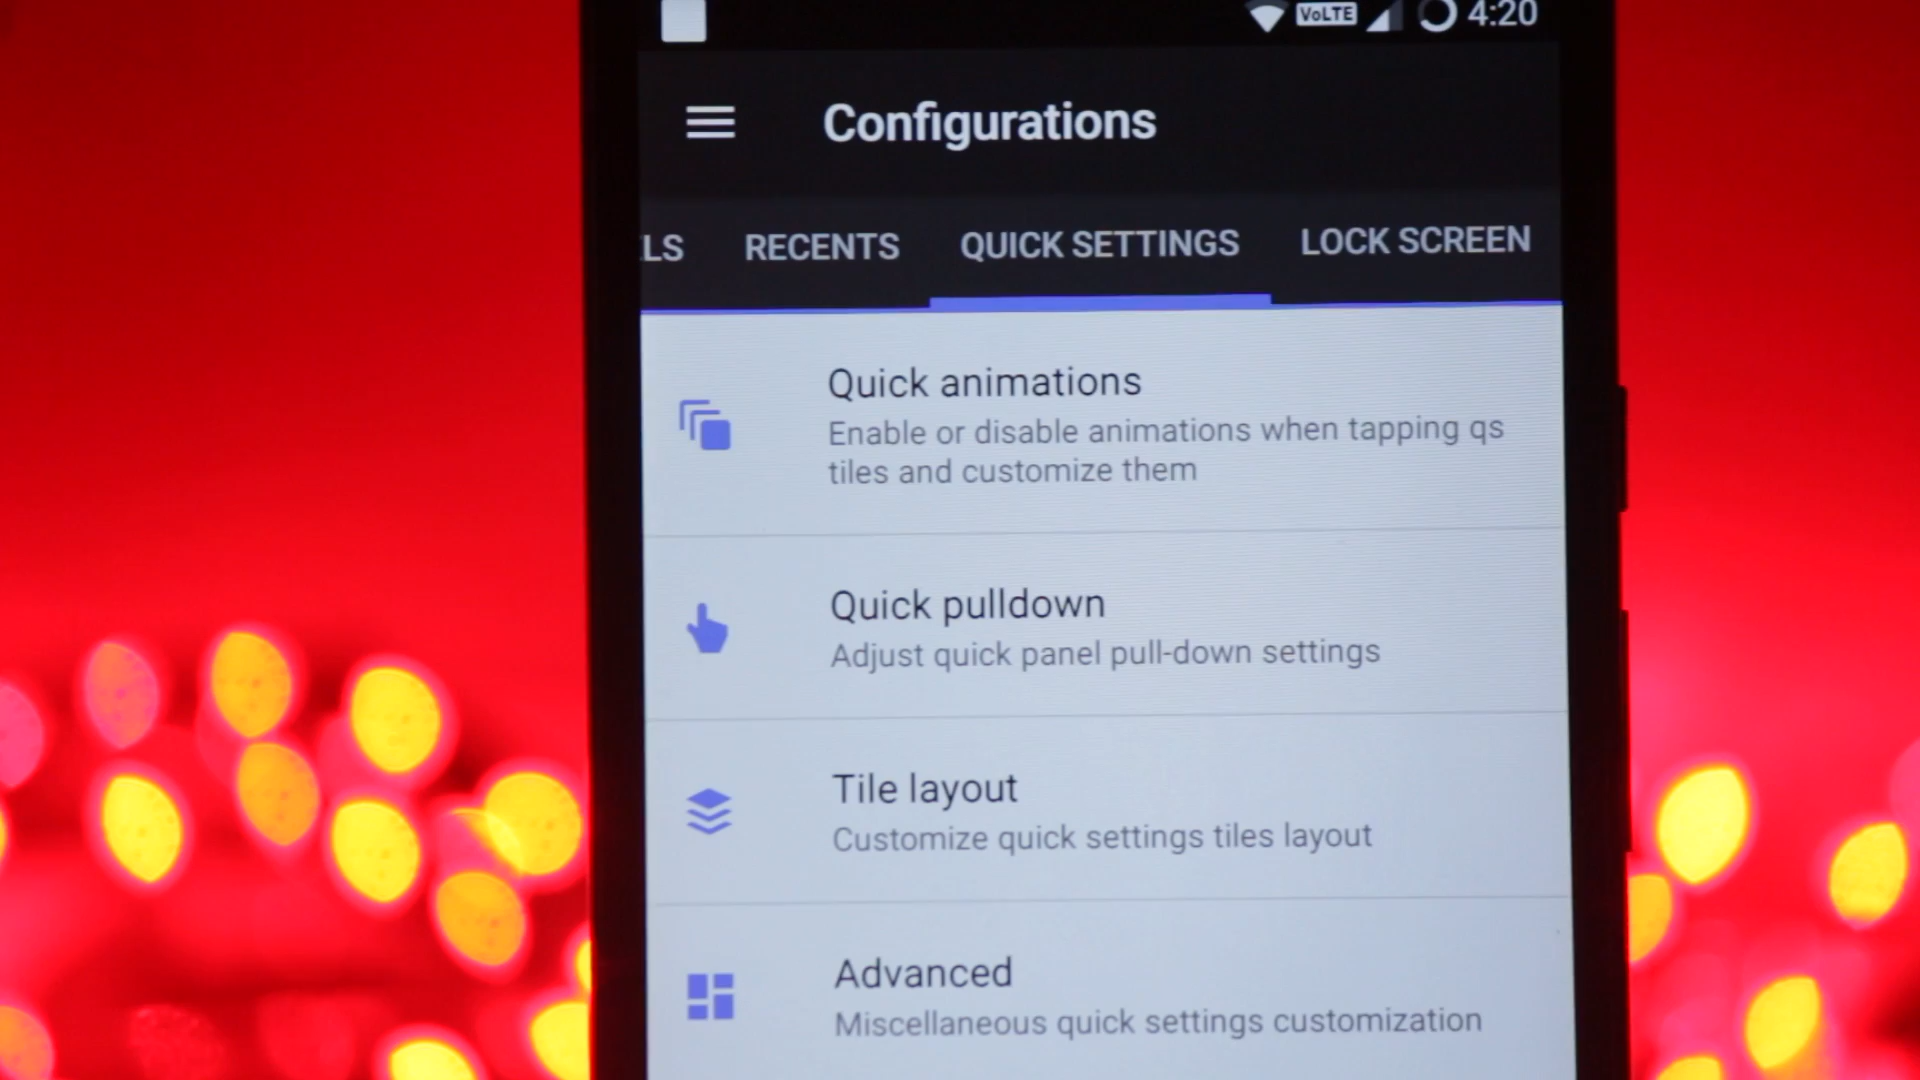 VoLTE 4:20
Configurations
LS RECENTS QUICK SETTINGS LOCK SCREEN
Quick animations
Enable or disable animations when tapping qs
tiles and customize them
Quick pulldown
Adjust quick panel pull-down settings
Tile layout
Customize quick settings tiles layout
Advanced
Miscellaneous quick settings customization